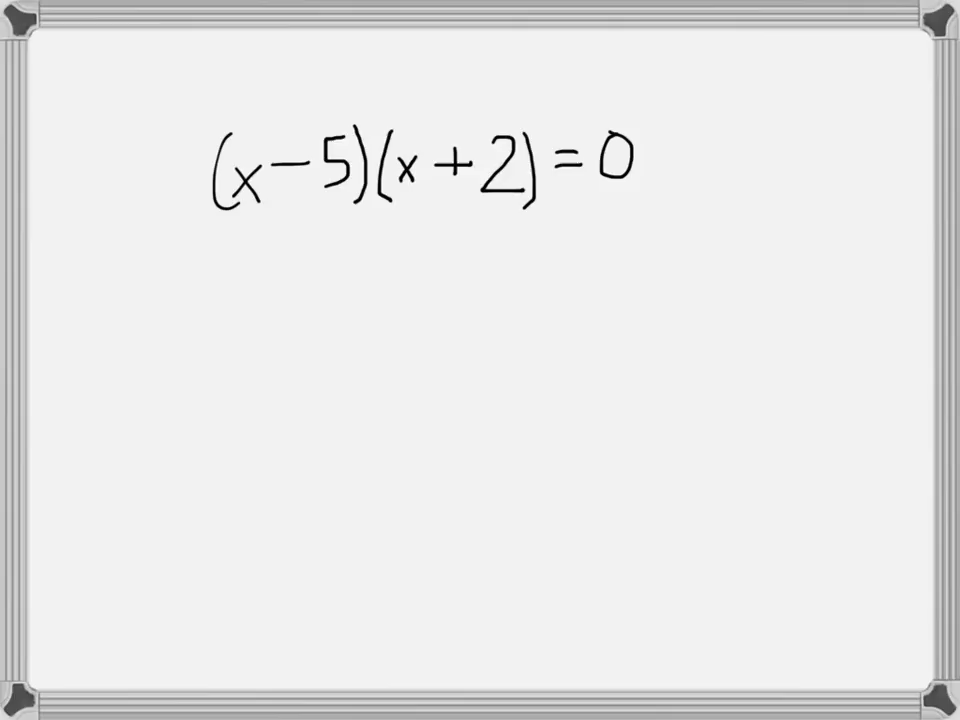 (x - 5)(x + 2) = 0